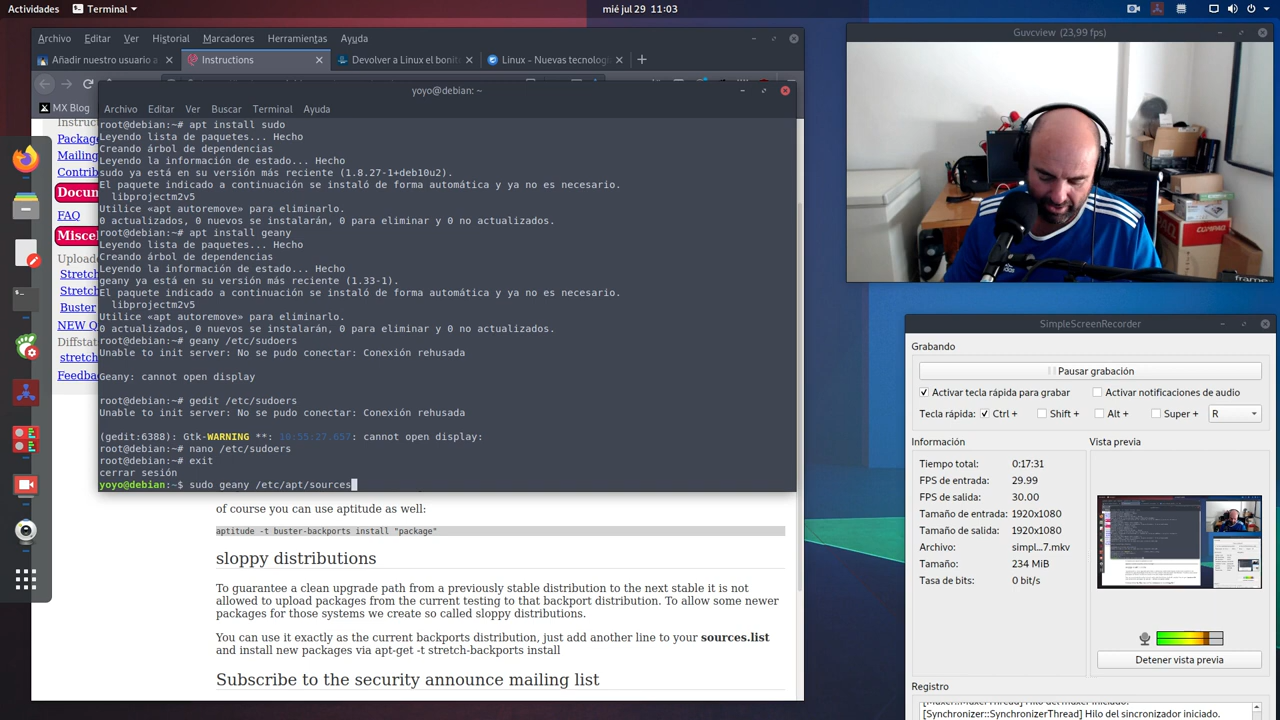 Actividades
Terminal
mié jul 29 11:03
Archivo Editar Ver Historial Marcadores Herramientas Ayuda
Añadir nuestro usuario a
Instructions
Devolver a Linux el bonit
Linux – Nuevas tecnolog
MX Blog
yoyo@debian: ~
Archivo Editar Ver Buscar Terminal Ayuda
root@debian:~# apt install sudo
Leyendo lista de paquetes... Hecho
Creando árbol de dependencias
Leyendo la información de estado... Hecho
sudo ya está en su versión más reciente (1.8.27-1+deb10u2).
El paquete indicado a continuación se instaló de forma automática y ya no es necesario.
libprojectm2v5
Utilice «apt autoremove» para eliminarlo.
0 actualizados, 0 nuevos se instalarán, 0 para eliminar y 0 no actualizados.
root@debian:~# apt install geany
Leyendo lista de paquetes... Hecho
Creando árbol de dependencias
Leyendo la información de estado... Hecho
geany ya está en su versión más reciente (1.33-1).
El paquete indicado a continuación se instaló de forma automática y ya no es necesario.
libprojectm2v5
Utilice «apt autoremove» para eliminarlo.
0 actualizados, 0 nuevos se instalarán, 0 para eliminar y 0 no actualizados.
root@debian:~# geany /etc/sudoers
Unable to init server: No se pudo conectar: Conexión rehusada
Geany: cannot open display
root@debian:~# gedit /etc/sudoers
Unable to init server: No se pudo conectar: Conexión rehusada
(gedit:6388): Gtk-WARNING **: 10:55:27.657: cannot open display:
root@debian:~# nano /etc/sudoers
root@debian:~# exit
cerrar sesión
yoyo@debian:~$ sudo geany /etc/apt/sources
Instruc
Package
Mailing
Contrib
Docum
FAQ
Miscel
Uploade
Stretch
Stretch
Buster
NEW Q
Diffstat
stretch
Feedba
of course you can use aptitude as well:
aptitude -t buster-backports install "package"
sloppy distributions
To guarantee a clean upgrade path from a previously stable distribution to the next stable it is not
allowed to upload packages from the current testing to that backport distribution. To allow some newer
packages for those systems we create so called sloppy distributions.
You can use it exactly as the current backports distribution, just add another line to your sources.list
and install new packages via apt-get -t stretch-backports install
Subscribe to the security announce mailing list
Guvcview (23,99 fps)
COMPAQ
frame
SimpleScreenRecorder
Grabando
Pausar grabación
Activar tecla rápida para grabar
Activar notificaciones de audio
Tecla rápida: Ctrl + Shift + Alt + Super + R
Información
Tiempo total: 0:17:31
FPS de entrada: 29.99
FPS de salida: 30.00
Tamaño de entrada: 1920x1080
Tamaño de salida: 1920x1080
Archivo: simpl...7.mkv
Tamaño: 234 MiB
Tasa de bits: 0 bit/s
Vista previa
Detener vista previa
Registro
[Synchronizer::SynchronizerThread] Hilo del sincronizador iniciado.